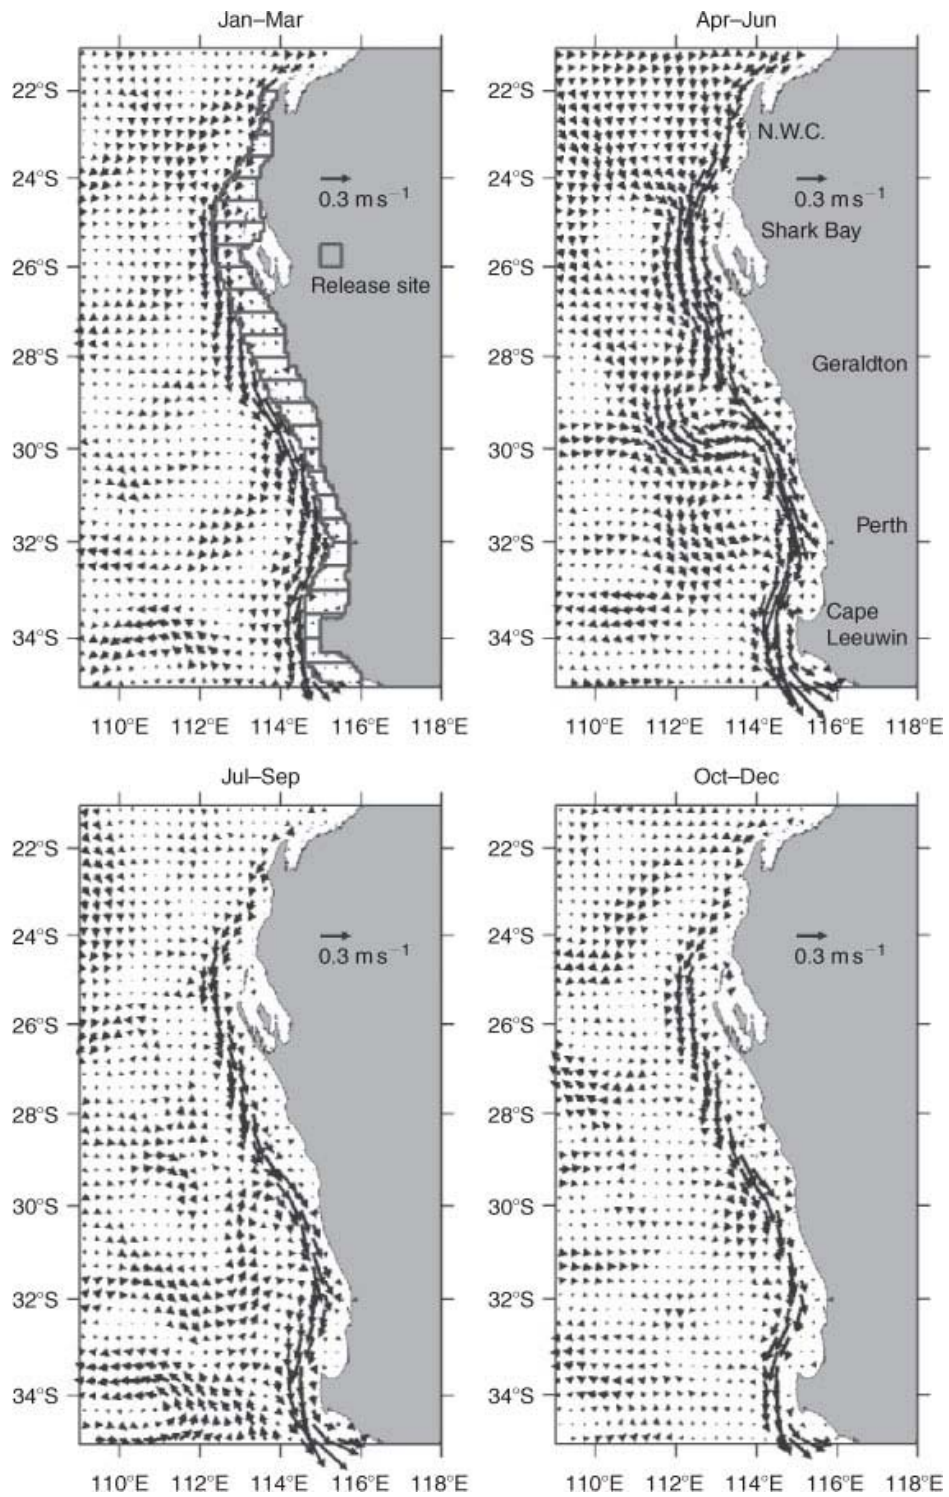 Jan–Mar
22°S
24°S
26°S
28°S
30°S
32°S
34°S
0.3 m s⁻¹
Release site
110°E 112°E 114°E 116°E 118°E
Apr–Jun
22°S
24°S
26°S
28°S
30°S
32°S
34°S
N.W.C.
0.3 m s⁻¹
Shark Bay
Geraldton
Perth
Cape
Leeuwin
110°E 112°E 114°E 116°E 118°E
Jul–Sep
22°S
24°S
26°S
28°S
30°S
32°S
34°S
0.3 m s⁻¹
110°E 112°E 114°E 116°E 118°E
Oct–Dec
22°S
24°S
26°S
28°S
30°S
32°S
34°S
0.3 m s⁻¹
110°E 112°E 114°E 116°E 118°E